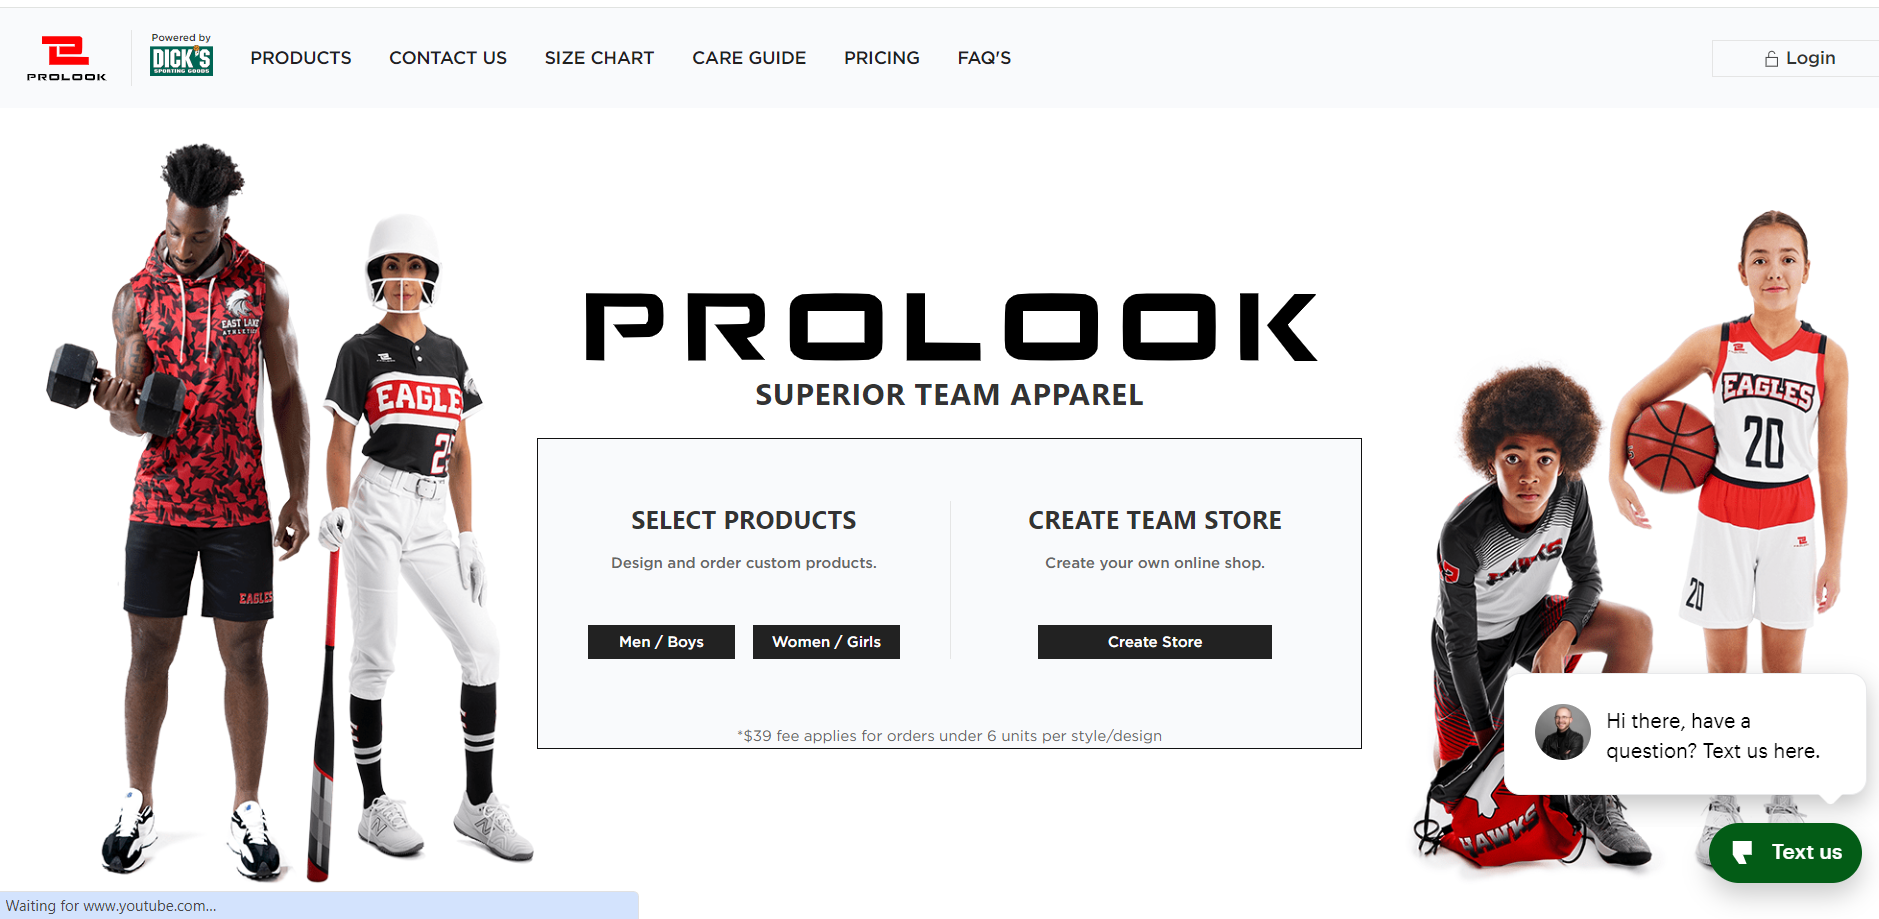 PROLOOK
Powered by
DICK'S
SPORTING GOODS
PRODUCTS
CONTACT US
SIZE CHART
CARE GUIDE
PRICING
FAQ'S
Login
EAST LAKE
ATHLETICS
EAGLES
EAGLES
PROLOOK
SUPERIOR TEAM APPAREL
SELECT PRODUCTS
Design and order custom products.
Men / Boys
Women / Girls
CREATE TEAM STORE
Create your own online shop.
Create Store
*$39 fee applies for orders under 6 units per style/design
EAGLES
20
20
HAWKS
HAWKS
Hi there, have a
question? Text us here.
Text us
Waiting for www.youtube.com...